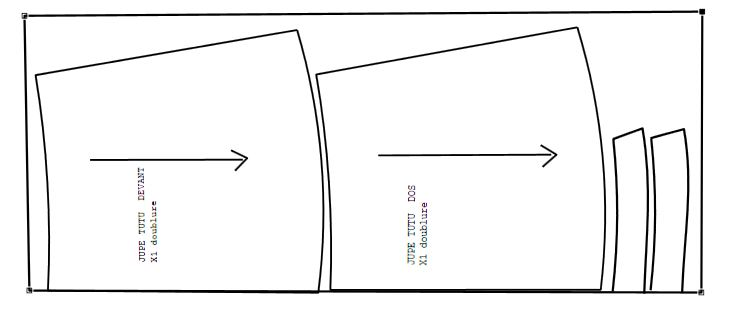 JUPE TUTU DEVANT
X1 doublure
JUPE TUTU DOS
X1 doublure